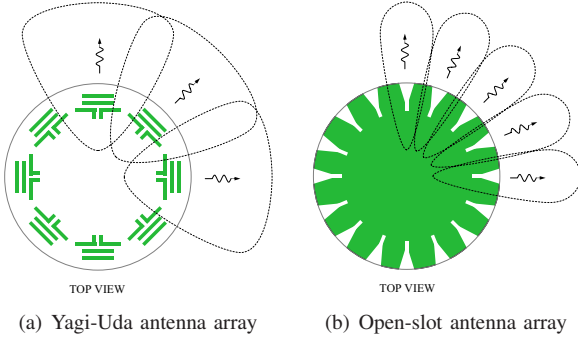 TOP VIEW
TOP VIEW
(a) Yagi-Uda antenna array
(b) Open-slot antenna array